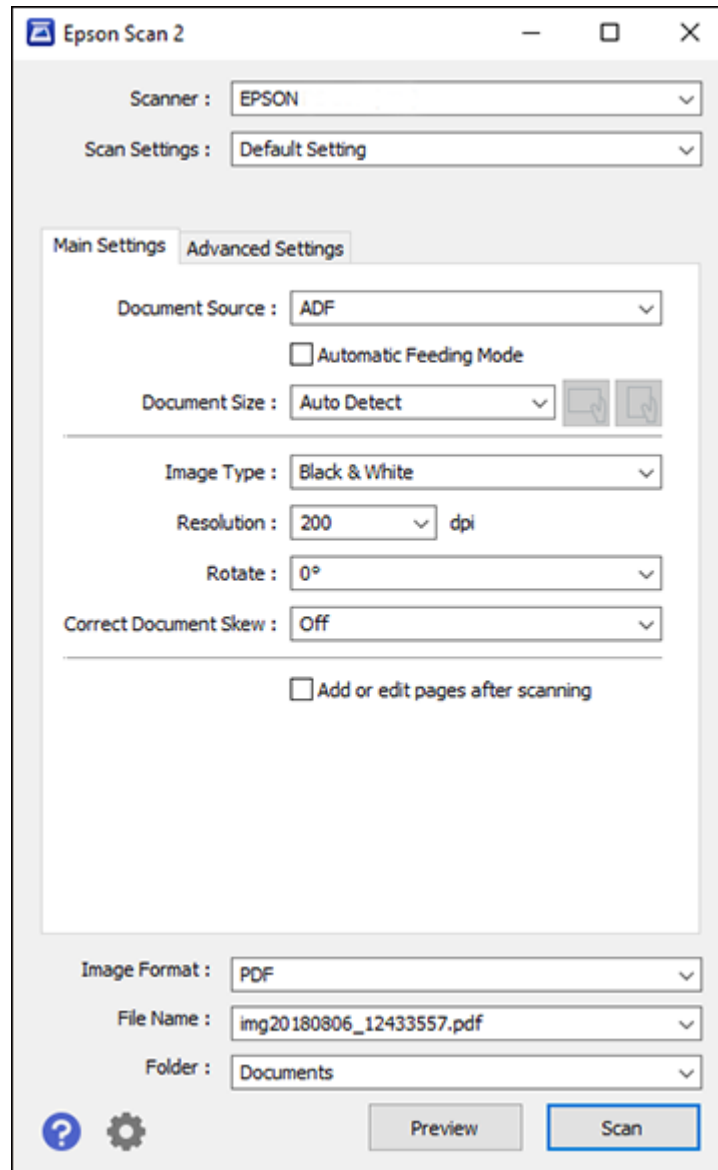 Epson Scan 2
Scanner : EPSON
Scan Settings : Default Setting
Main Settings Advanced Settings
Document Source : ADF
Automatic Feeding Mode
Document Size : Auto Detect
Image Type : Black & White
Resolution : 200 dpi
Rotate : 0°
Correct Document Skew : Off
Add or edit pages after scanning
Image Format : PDF
File Name : img20180806_12433557.pdf
Folder : Documents
? Preview Scan